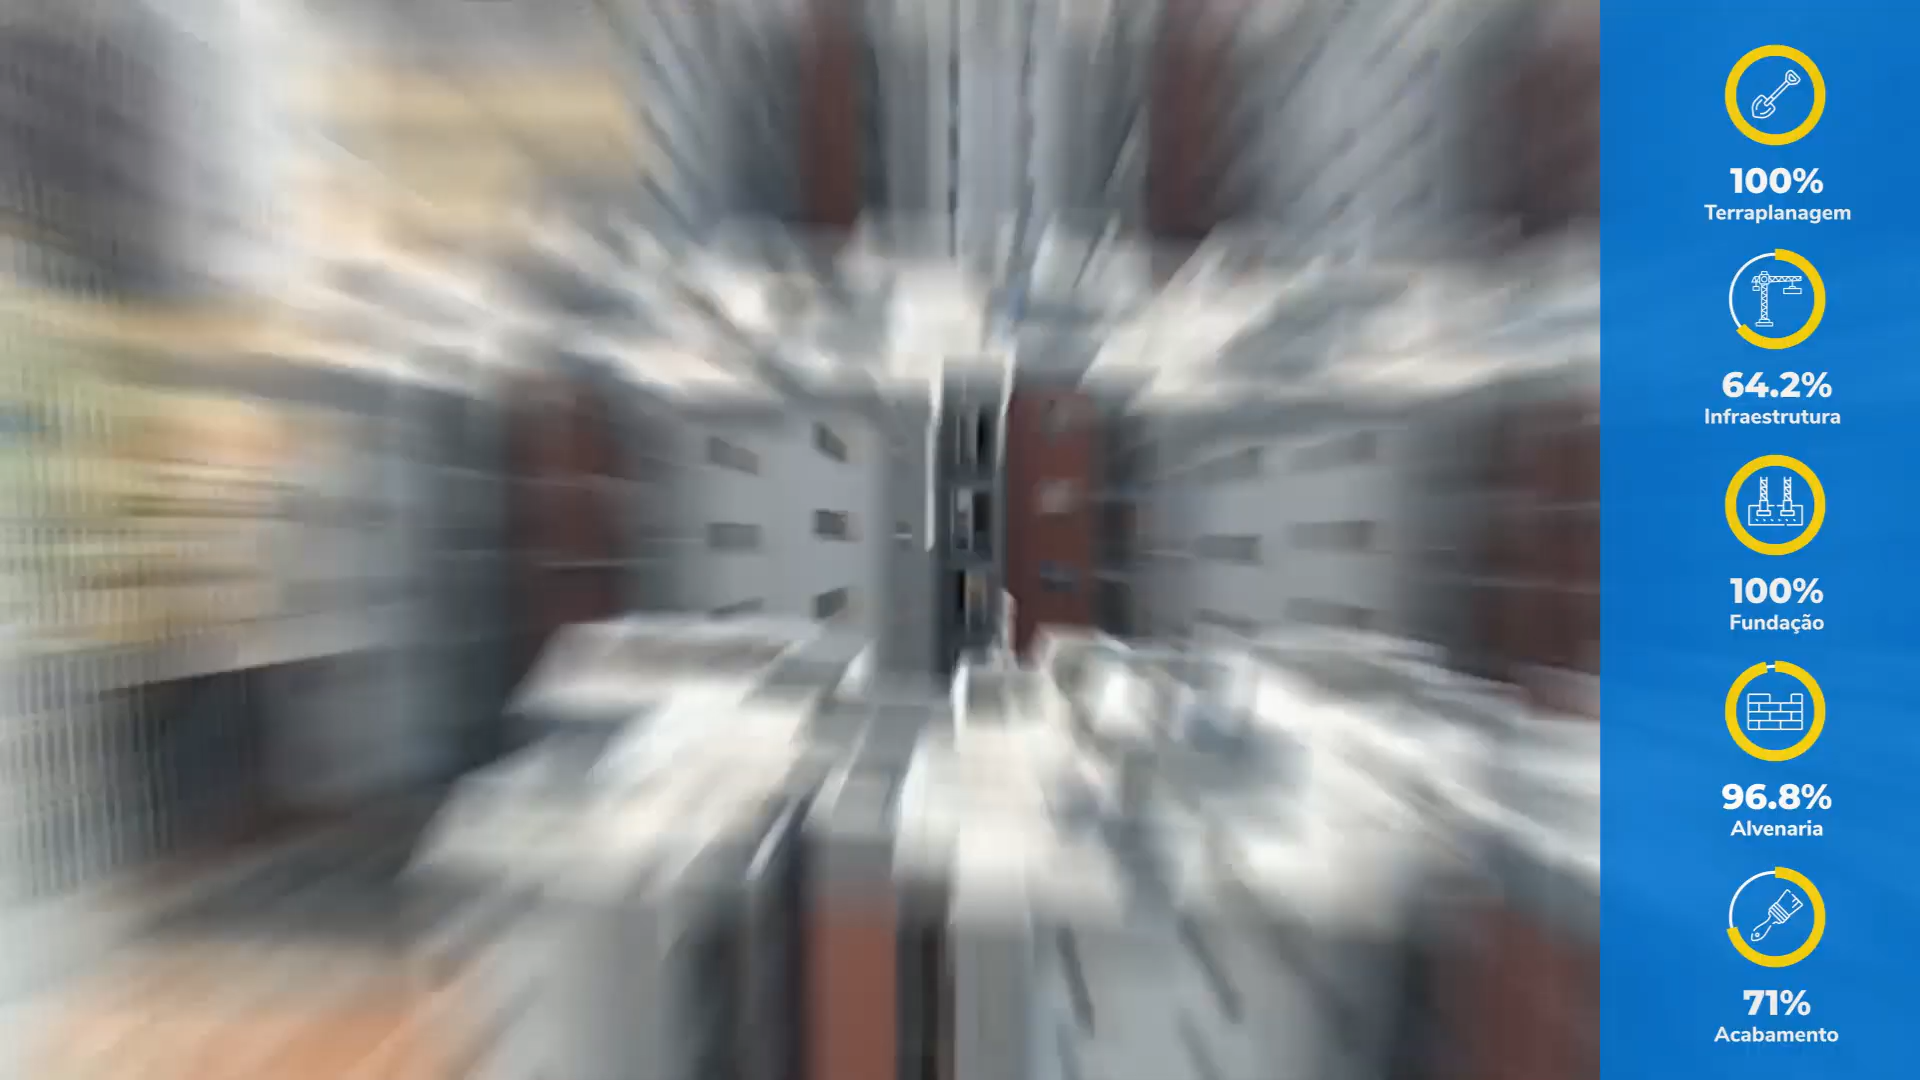 100%
Terraplanagem
64.2%
Infraestrutura
100%
Fundação
96.8%
Alvenaria
71%
Acabamento